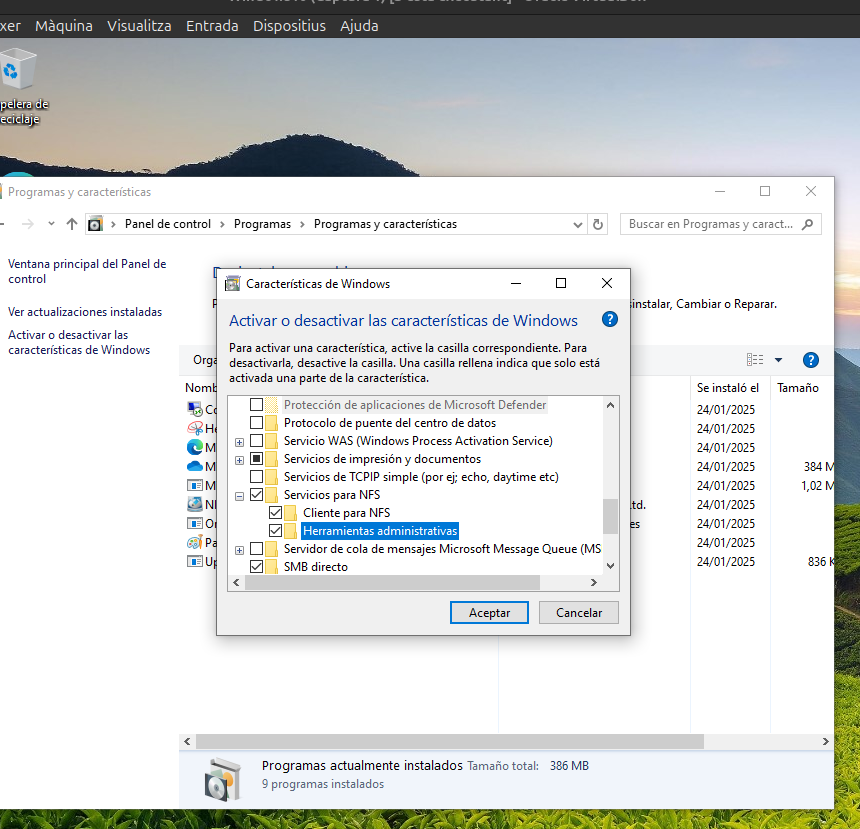 xer Màquina Visualitza Entrada Dispositius Ajuda
pelera de
eciclaje
Programas y características
Panel de control Programas Programas y características
Buscar en Programas y caract...
Ventana principal del Panel de
control
Ver actualizaciones instaladas
Activar o desactivar las
características de Windows
instalar, Cambiar o Reparar.
Orga
Nomb Se instaló el Tamaño
Co 24/01/2025
He 24/01/2025
M 24/01/2025
M 24/01/2025 384 M
M 24/01/2025 1,02 M
Ltd. 24/01/2025
Or es 24/01/2025
Pa 24/01/2025
Up 24/01/2025 836 K
Características de Windows
Activar o desactivar las características de Windows
Para activar una característica, active la casilla correspondiente. Para
desactivarla, desactive la casilla. Una casilla rellena indica que solo está
activada una parte de la característica.
Protección de aplicaciones de Microsoft Defender
Protocolo de puente del centro de datos
Servicio WAS (Windows Process Activation Service)
Servicios de impresión y documentos
Servicios de TCPIP simple (por ej; echo, daytime etc)
Servicios para NFS
Cliente para NFS
Herramientas administrativas
Servidor de cola de mensajes Microsoft Message Queue (MS
SMB directo
Aceptar Cancelar
Programas actualmente instalados Tamaño total: 386 MB
9 programas instalados